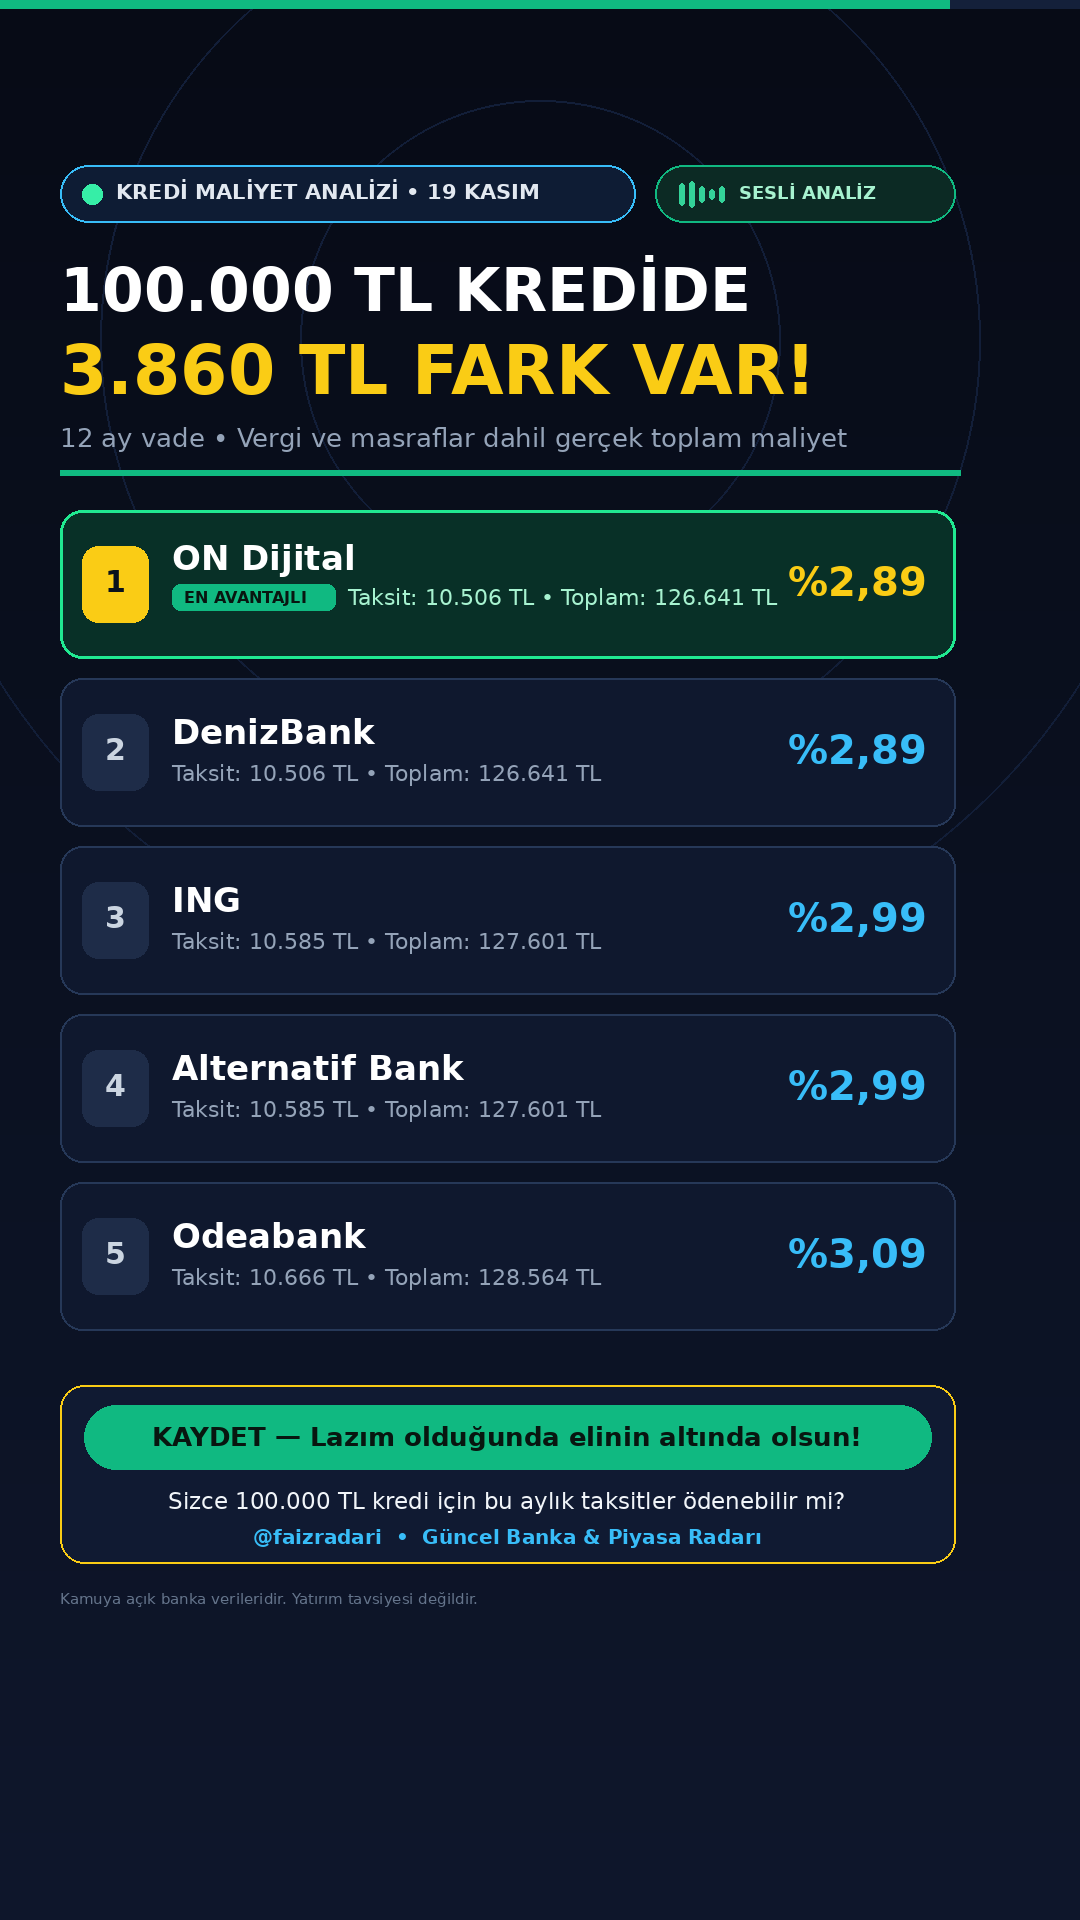 KREDİ MALİYET ANALİZİ • 19 KASIM
SESLİ ANALİZ
100.000 TL KREDİDE
3.860 TL FARK VAR!
12 ay vade • Vergi ve masraflar dahil gerçek toplam maliyet
1
ON Dijital
EN AVANTAJLI
Taksit: 10.506 TL • Toplam: 126.641 TL
%2,89
2
DenizBank
Taksit: 10.506 TL • Toplam: 126.641 TL
%2,89
3
ING
Taksit: 10.585 TL • Toplam: 127.601 TL
%2,99
4
Alternatif Bank
Taksit: 10.585 TL • Toplam: 127.601 TL
%2,99
5
Odeabank
Taksit: 10.666 TL • Toplam: 128.564 TL
%3,09
KAYDET — Lazım olduğunda elinin altında olsun!
Sizce 100.000 TL kredi için bu aylık taksitler ödenebilir mi?
@faizradari • Güncel Banka & Piyasa Radarı
Kamuya açık banka verileridir. Yatırım tavsiyesi değildir.